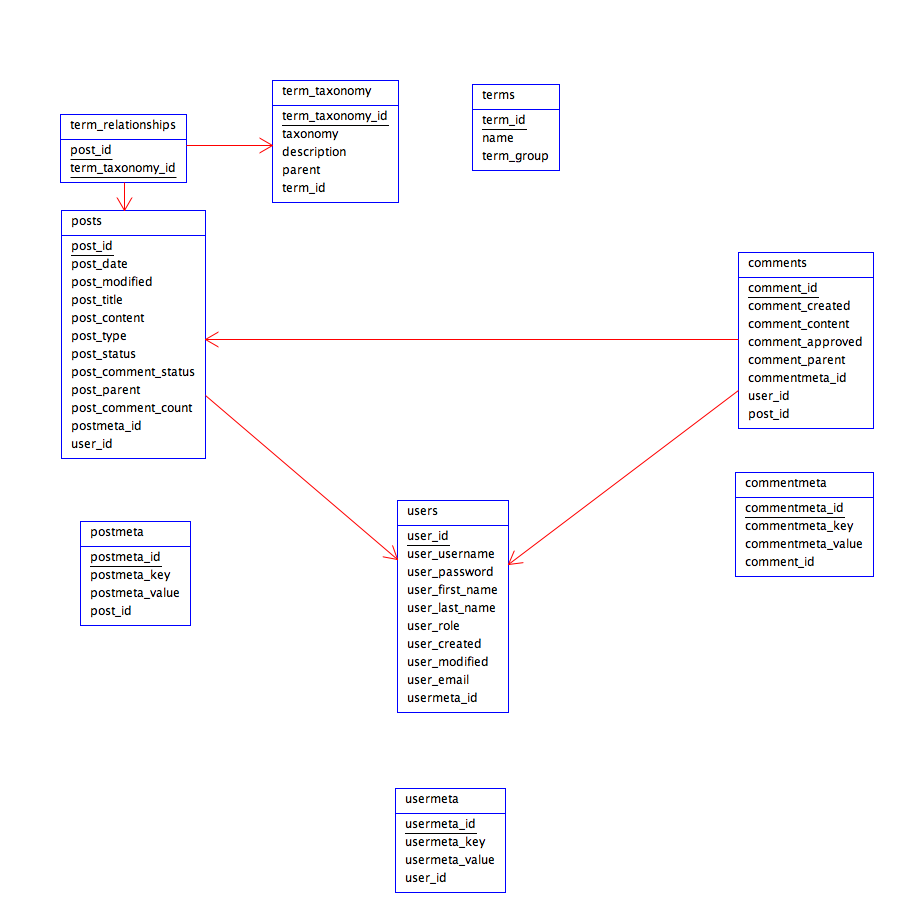 term_taxonomy
term_taxonomy_id
taxonomy
description
parent
term_id
terms
term_id
name
term_group
term_relationships
post_id
term_taxonomy_id
posts
post_id
post_date
post_modified
post_title
post_content
post_type
post_status
post_comment_status
post_parent
post_comment_count
postmeta_id
user_id
comments
comment_id
comment_created
comment_content
comment_approved
comment_parent
commentmeta_id
user_id
post_id
commentmeta
commentmeta_id
commentmeta_key
commentmeta_value
comment_id
users
user_id
user_username
user_password
user_first_name
user_last_name
user_role
user_created
user_modified
user_email
usermeta_id
postmeta
postmeta_id
postmeta_key
postmeta_value
post_id
usermeta
usermeta_id
usermeta_key
usermeta_value
user_id